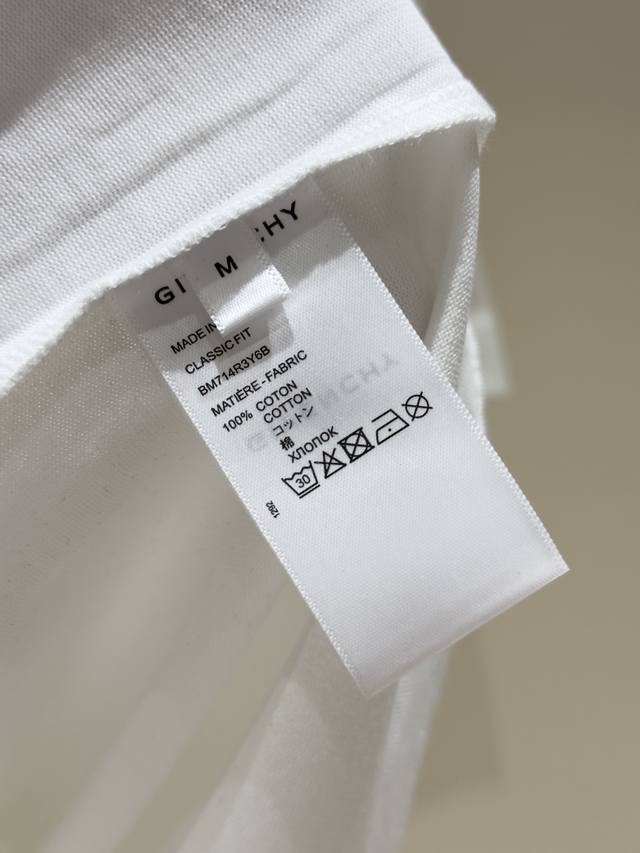 GI
CHY
M
MADE IN
CLASSIC FIT
BM714R3Y6B
MATIÈRE - FABRIC
100% COTON
COTTON
コットン
棉
ХЛОПОК
30
1292